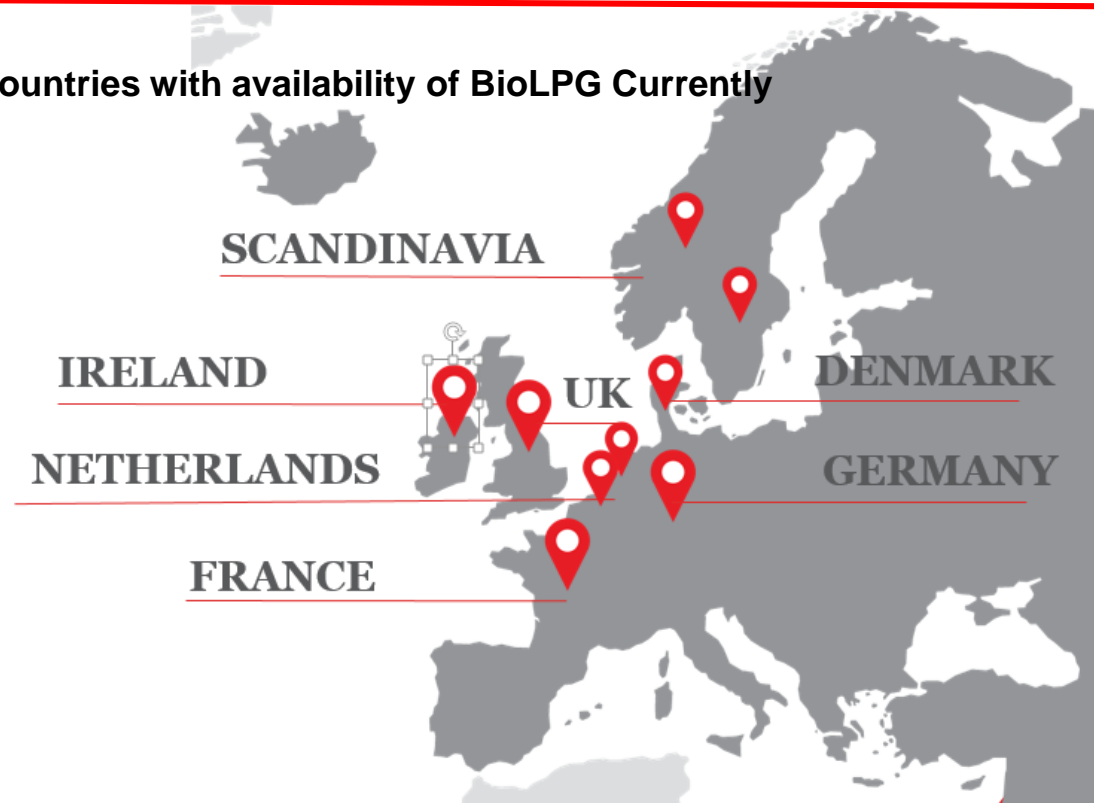 ountries with availability of BioLPG Currently
SCANDINAVIA
IRELAND
UK
DENMARK
NETHERLANDS
GERMANY
FRANCE